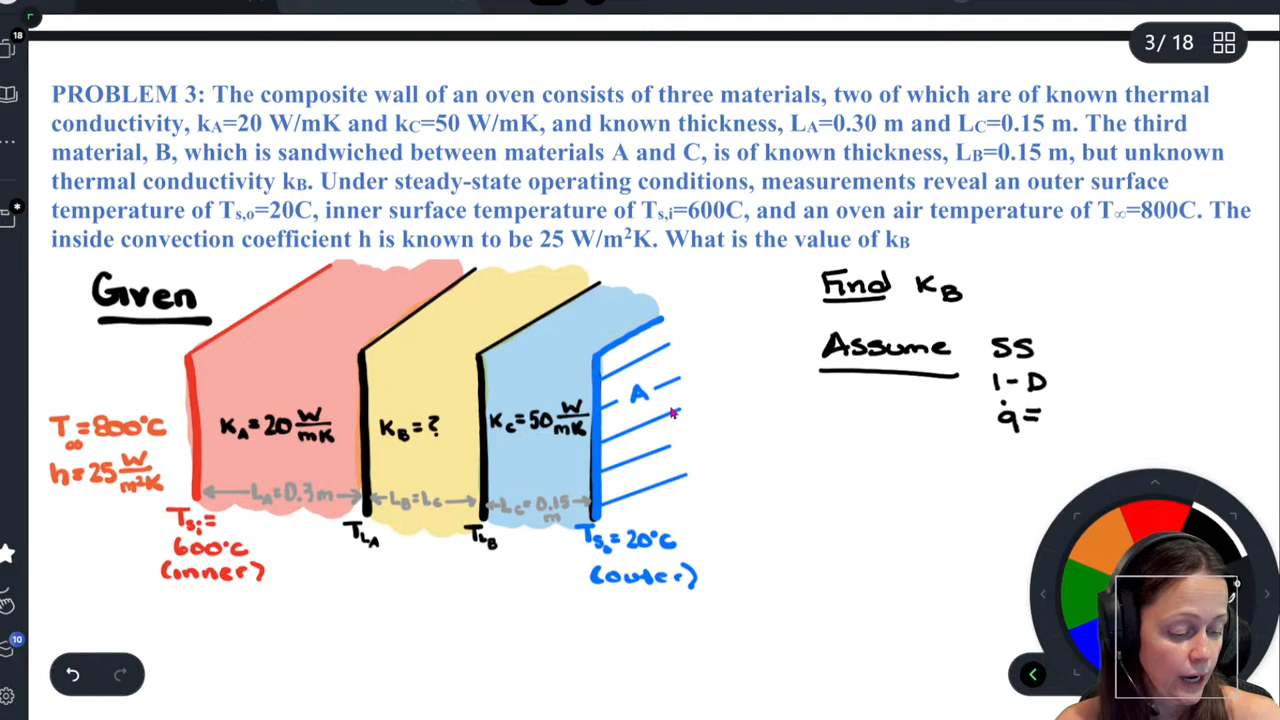 18
3 / 18
PROBLEM 3: The composite wall of an oven consists of three materials, two of which are of known thermal
conductivity, kA=20 W/mK and kC=50 W/mK, and known thickness, LA=0.30 m and LC=0.15 m. The third
material, B, which is sandwiched between materials A and C, is of known thickness, LB=0.15 m, but unknown
thermal conductivity kB. Under steady-state operating conditions, measurements reveal an outer surface
temperature of Ts,o=20C, inner surface temperature of Ts,i=600C, and an oven air temperature of T∞=800C. The
inside convection coefficient h is known to be 25 W/m²K. What is the value of kB
Given
Find KB
Assume SS
1-D
q̇=
A
T∞=800°C
h=25 W/m²K
KA=20 W/mK
KB=?
KC=50 W/mK
LA=0.3m
LB=LC
LC=0.15 m
Tsi=
600°C
(inner)
TLA
TLB
Tso=20°C
(outer)
10